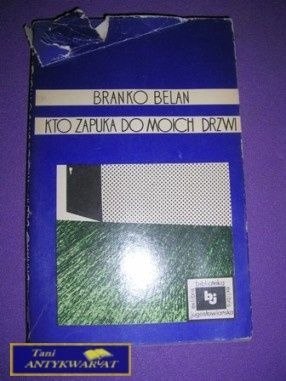 BRANKO BELAN
KTO ZAPUKA DO MOICH DRZWI
biblioteka
bj
jugosłowiańska
Tani
ANTYKWARIAT